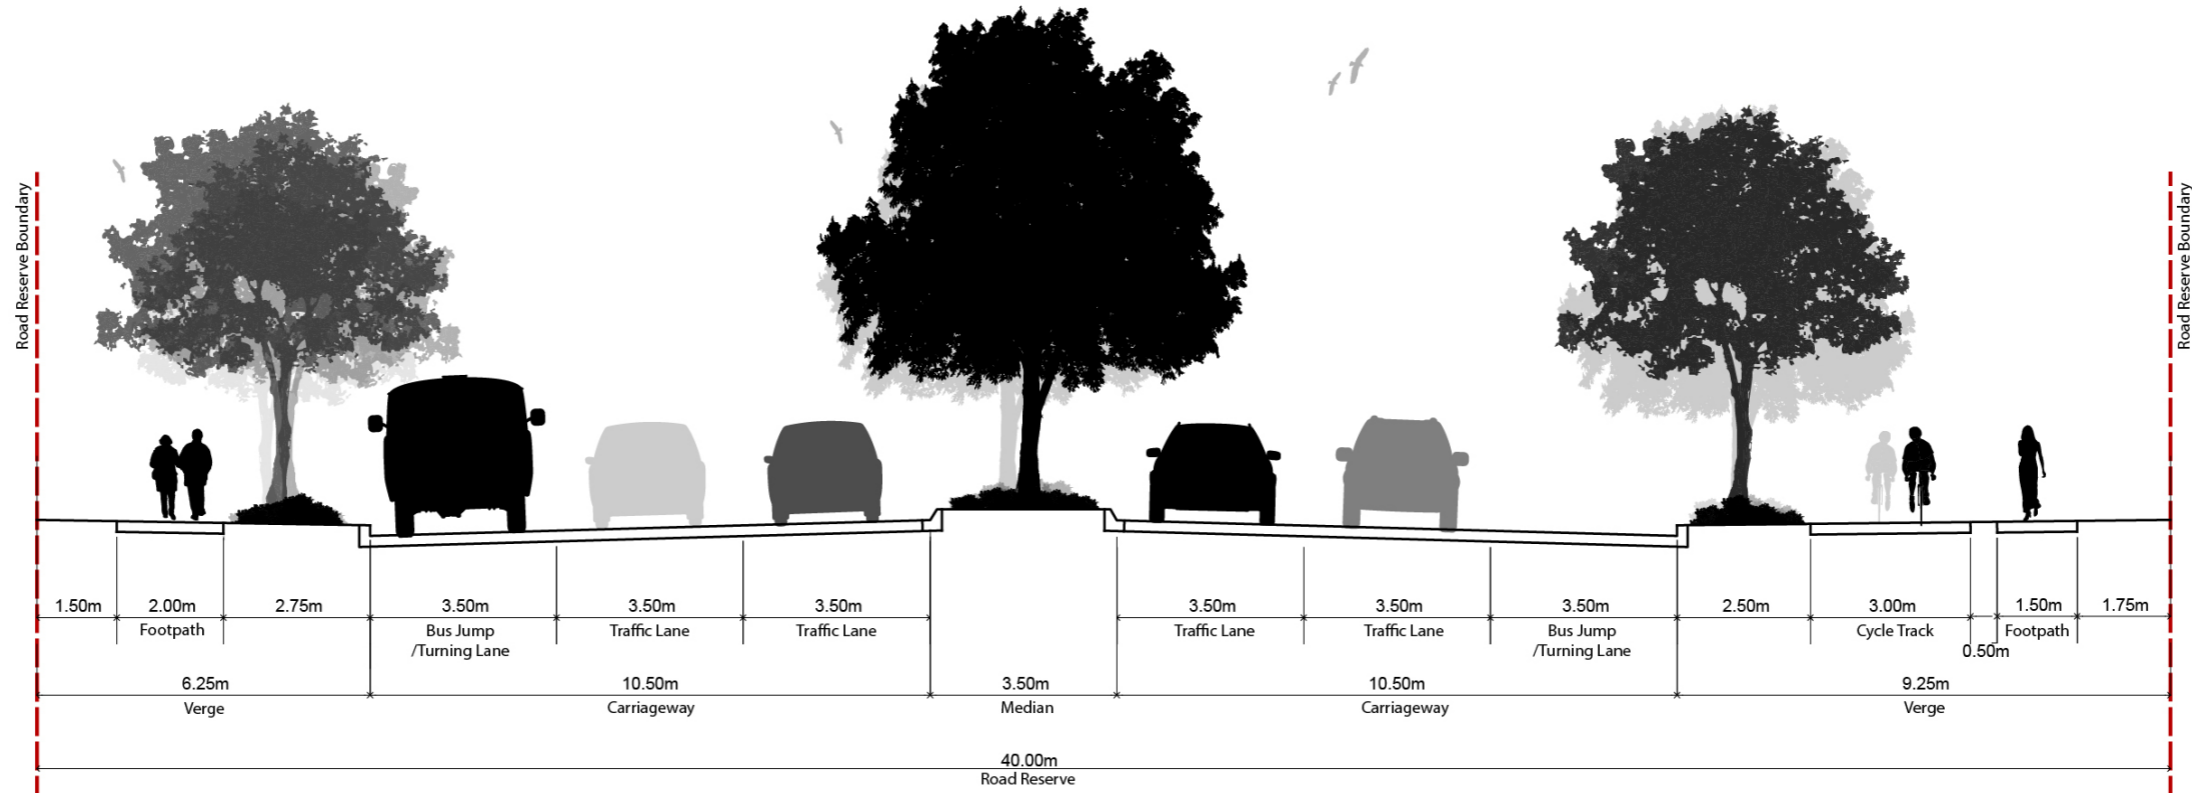 Road Reserve Boundary
Road Reserve Boundary
1.50m
2.00m
2.75m
3.50m
3.50m
3.50m
3.50m
3.50m
3.50m
2.50m
3.00m
1.50m
1.75m
Footpath
Bus Jump
/Turning Lane
Traffic Lane
Traffic Lane
Traffic Lane
Traffic Lane
Bus Jump
/Turning Lane
Cycle Track
0.50m
Footpath
6.25m
10.50m
3.50m
10.50m
9.25m
Verge
Carriageway
Median
Carriageway
Verge
40.00m
Road Reserve